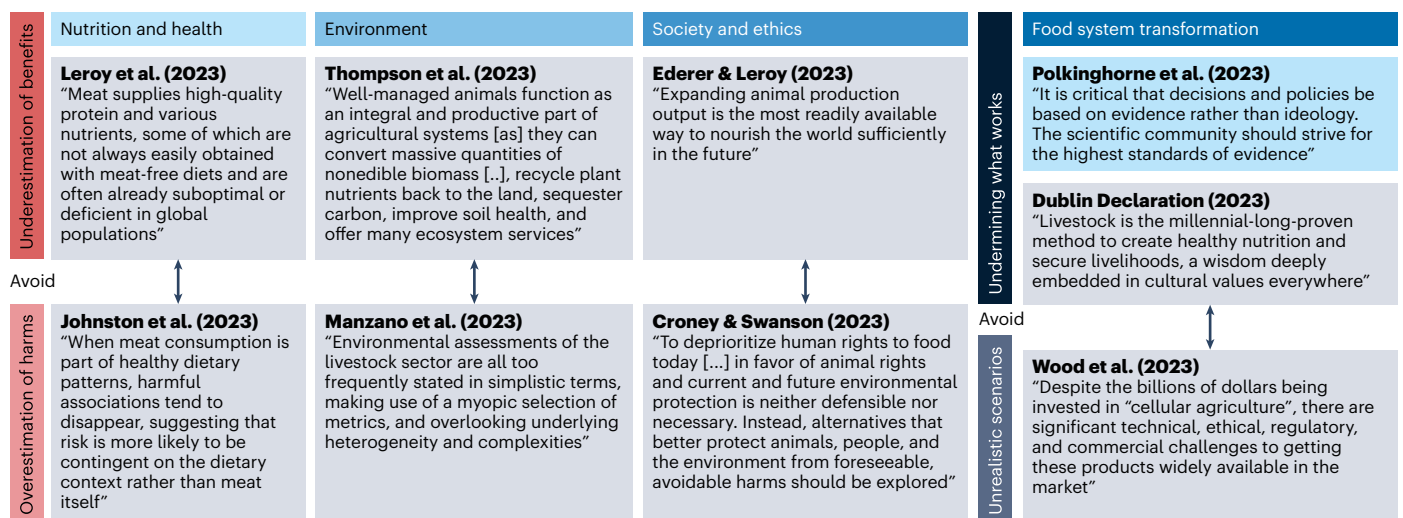 Underestimation of benefits
Nutrition and health
Leroy et al. (2023)
“Meat supplies high-quality
protein and various
nutrients, some of which are
not always easily obtained
with meat-free diets and are
often already suboptimal or
deficient in global
populations”
Environment
Thompson et al. (2023)
“Well-managed animals function as
an integral and productive part of
agricultural systems [as] they can
convert massive quantities of
nonedible biomass [..], recycle plant
nutrients back to the land, sequester
carbon, improve soil health, and
offer many ecosystem services”
Society and ethics
Ederer & Leroy (2023)
“Expanding animal production
output is the most readily available
way to nourish the world sufficiently
in the future”
Avoid
Overestimation of harms
Johnston et al. (2023)
“When meat consumption is
part of healthy dietary
patterns, harmful
associations tend to
disappear, suggesting that
risk is more likely to be
contingent on the dietary
context rather than meat
itself”
Manzano et al. (2023)
“Environmental assessments of the
livestock sector are all too
frequently stated in simplistic terms,
making use of a myopic selection of
metrics, and overlooking underlying
heterogeneity and complexities”
Croney & Swanson (2023)
“To deprioritize human rights to food
today [...] in favor of animal rights
and current and future environmental
protection is neither defensible nor
necessary. Instead, alternatives that
better protect animals, people, and
the environment from foreseeable,
avoidable harms should be explored”
Undermining what works
Food system transformation
Polkinghorne et al. (2023)
“It is critical that decisions and policies be
based on evidence rather than ideology.
The scientific community should strive for
the highest standards of evidence”
Dublin Declaration (2023)
“Livestock is the millennial-long-proven
method to create healthy nutrition and
secure livelihoods, a wisdom deeply
embedded in cultural values everywhere”
Avoid
Unrealistic scenarios
Wood et al. (2023)
“Despite the billions of dollars being
invested in “cellular agriculture”, there are
significant technical, ethical, regulatory,
and commercial challenges to getting
these products widely available in the
market”